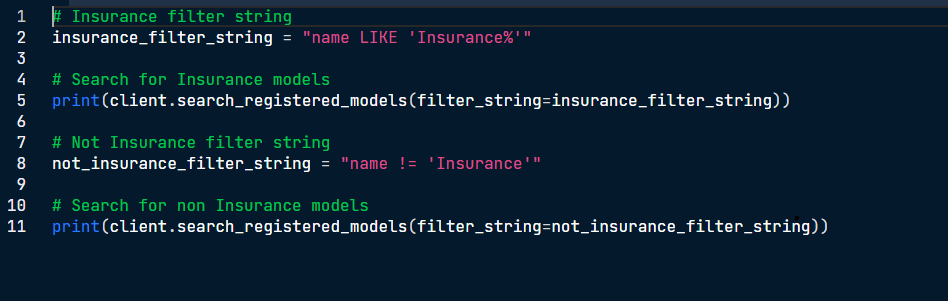 1 # Insurance filter string
2 insurance_filter_string = "name LIKE 'Insurance%'"
3
4 # Search for Insurance models
5 print(client.search_registered_models(filter_string=insurance_filter_string))
6
7 # Not Insurance filter string
8 not_insurance_filter_string = "name != 'Insurance'"
9
10 # Search for non Insurance models
11 print(client.search_registered_models(filter_string=not_insurance_filter_string))